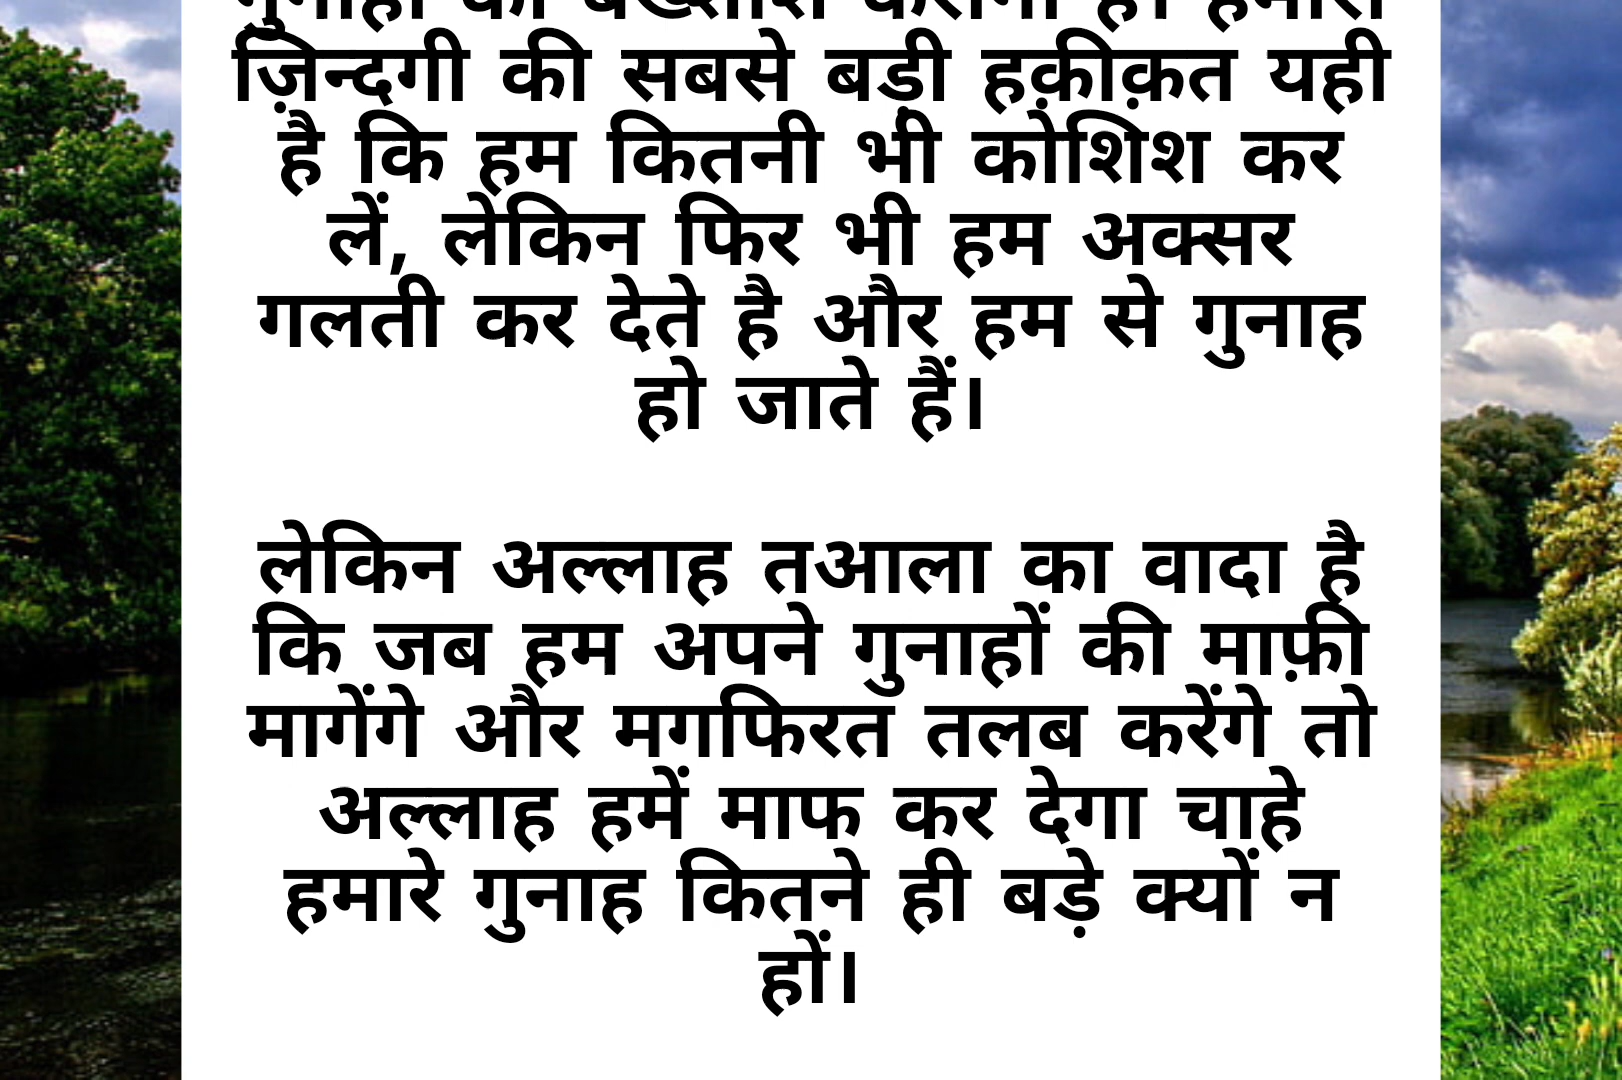 ज़िन्दगी की सबसे बड़ी हक़ीक़त यही
है कि हम कितनी भी कोशिश कर
लें, लेकिन फिर भी हम अक्सर
गलती कर देते है और हम से गुनाह
हो जाते हैं।
लेकिन अल्लाह तआला का वादा है
कि जब हम अपने गुनाहों की माफ़ी
मागेंगे और मगफिरत तलब करेंगे तो
अल्लाह हमें माफ कर देगा चाहे
हमारे गुनाह कितने ही बड़े क्यों न
हों।